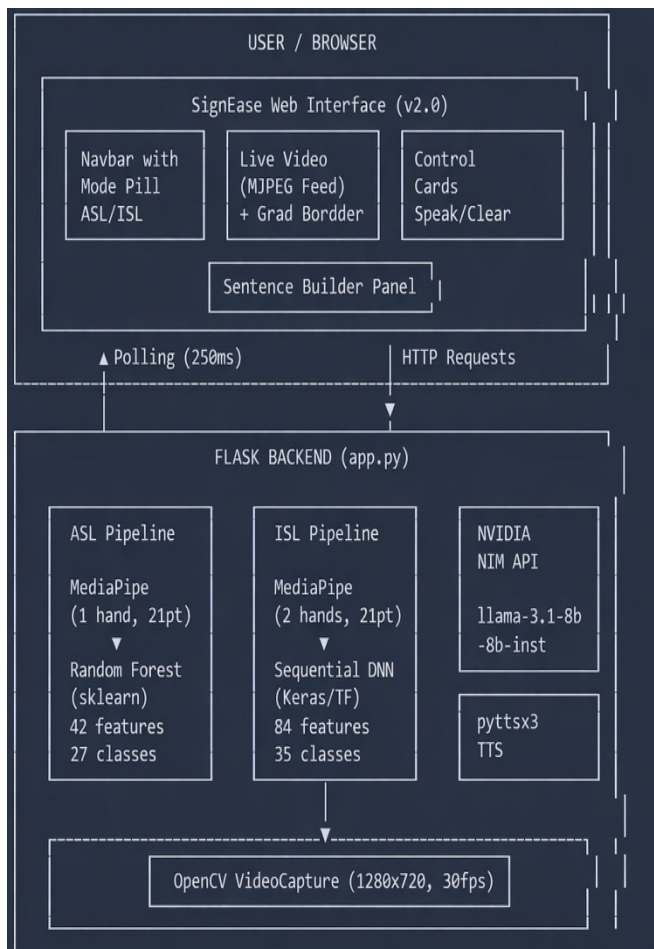 USER / BROWSER
SignEase Web Interface (v2.0)
Navbar with
Mode Pill
ASL/ISL
Live Video
(MJPEG Feed)
+ Grad Bordder
Control
Cards
Speak/Clear
Sentence Builder Panel
▲ Polling (250ms)
HTTP Requests
▼
FLASK BACKEND (app.py)
ASL Pipeline
MediaPipe
(1 hand, 21pt)
▼
Random Forest
(sklearn)
42 features
27 classes
ISL Pipeline
MediaPipe
(2 hands, 21pt)
▼
Sequential DNN
(Keras/TF)
84 features
35 classes
NVIDIA
NIM API
llama-3.1-8b
-8b-inst
pyttsx3
TTS
▼
OpenCV VideoCapture (1280x720, 30fps)